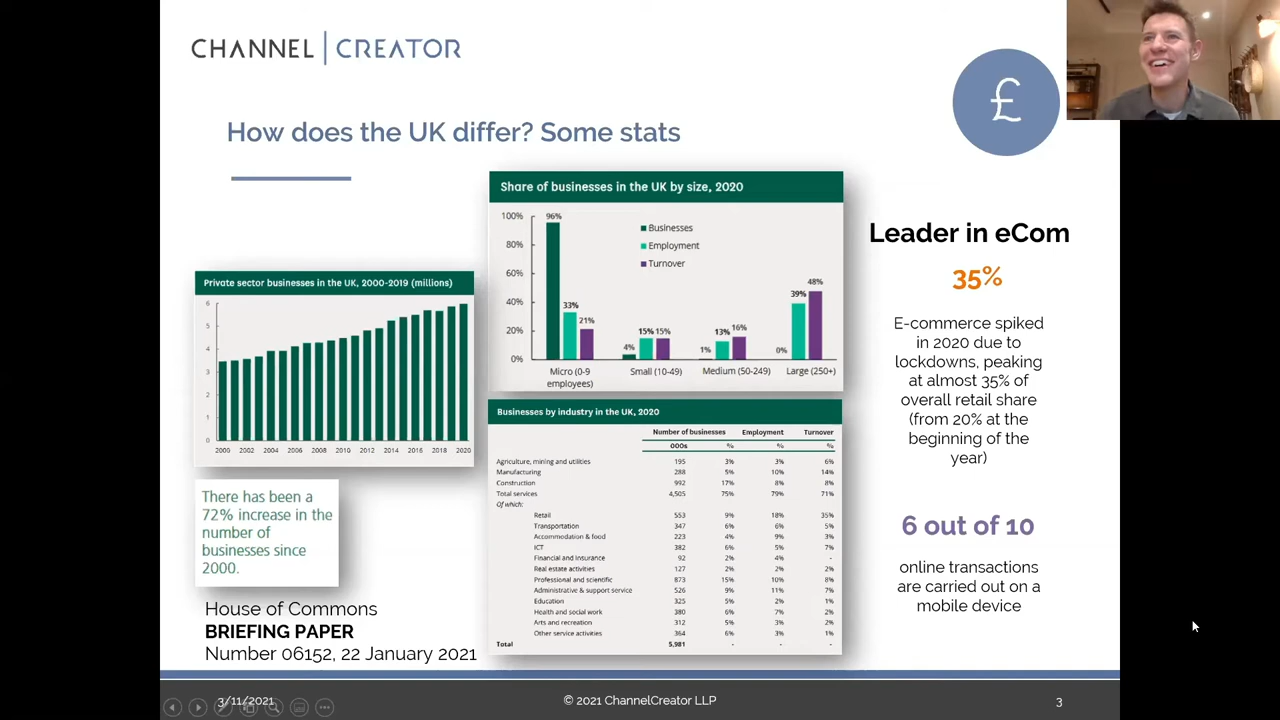 CHANNEL CREATOR
£
How does the UK differ? Some stats
Share of businesses in the UK by size, 2020
100%
80%
60%
40%
20%
0%
96%
33%
21%
4%
15%
15%
1%
13%
16%
0%
39%
48%
Businesses
Employment
Turnover
Micro (0-9 employees)
Small (10-49)
Medium (50-249)
Large (250+)
Private sector businesses in the UK, 2000-2019 (millions)
6
5
4
3
2
1
0
2000 2002 2004 2006 2008 2010 2012 2014 2016 2018 2020
There has been a
72% increase in the
number of
businesses since
2000.
House of Commons
BRIEFING PAPER
Number 06152, 22 January 2021
Businesses by industry in the UK, 2020
Number of businesses Employment Turnover
000s % % %
Agriculture, mining and utilities 195 3% 3% 6%
Manufacturing 288 5% 10% 14%
Construction 992 17% 8% 8%
Total services 4,505 75% 79% 71%
Of which:
Retail 553 9% 18% 35%
Transportation 347 6% 6% 5%
Accommodation & food 223 4% 9% 3%
ICT 382 6% 5% 7%
Financial and insurance 92 2% 4% -
Real estate activities 127 2% 2% 2%
Professional and scientific 873 15% 10% 8%
Administrative & support service 526 9% 11% 7%
Education 325 5% 2% 1%
Health and social work 380 6% 7% 2%
Arts and recreation 312 5% 3% 2%
Other service activities 364 6% 3% 1%
Total 5,981 - - -
Leader in eCom
35%
E-commerce spiked
in 2020 due to
lockdowns, peaking
at almost 35% of
overall retail share
(from 20% at the
beginning of the
year)
6 out of 10
online transactions
are carried out on a
mobile device
3/11/2021
© 2021 ChannelCreator LLP
3